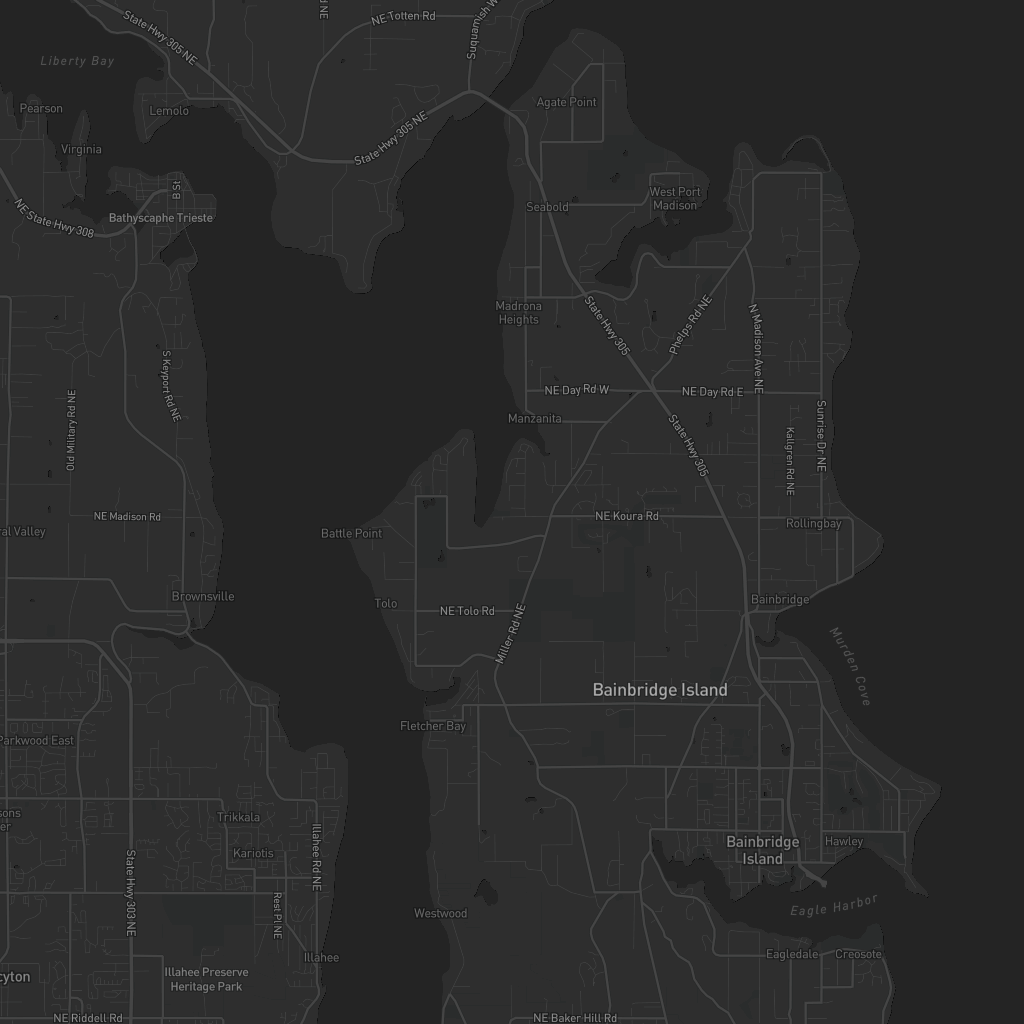 State Hwy 305 NE
NE Totten Rd
Liberty Bay
Pearson
Lemolo
Agate Point
State Hwy 305 NE
Virginia
B St
West Port
Madison
Bathyscaphe Trieste
Seabold
NE State Hwy 308
Madrona
Heights
State Hwy 305
Phelps Rd NE
N Madison Ave NE
S Keyport Rd NE
NE Day Rd W
NE Day Rd E
Manzanita
Old Military Rd NE
State Hwy 305
Sunrise Dr NE
Kallgren Rd NE
NE Madison Rd
NE Koura Rd
Rollingbay
Battle Point
Brownsville
Tolo
NE Tolo Rd
Bainbridge
Miller Rd NE
Murden Cove
Bainbridge Island
Fletcher Bay
Parkwood East
Trikkala
Kariotis
Illahee Rd NE
Bainbridge
Island
Hawley
State Hwy 303 NE
Rest Pl NE
Westwood
Eagle Harbor
Illahee
Eagledale
Creosote
Illahee Preserve
Heritage Park
NE Riddell Rd
NE Baker Hill Rd